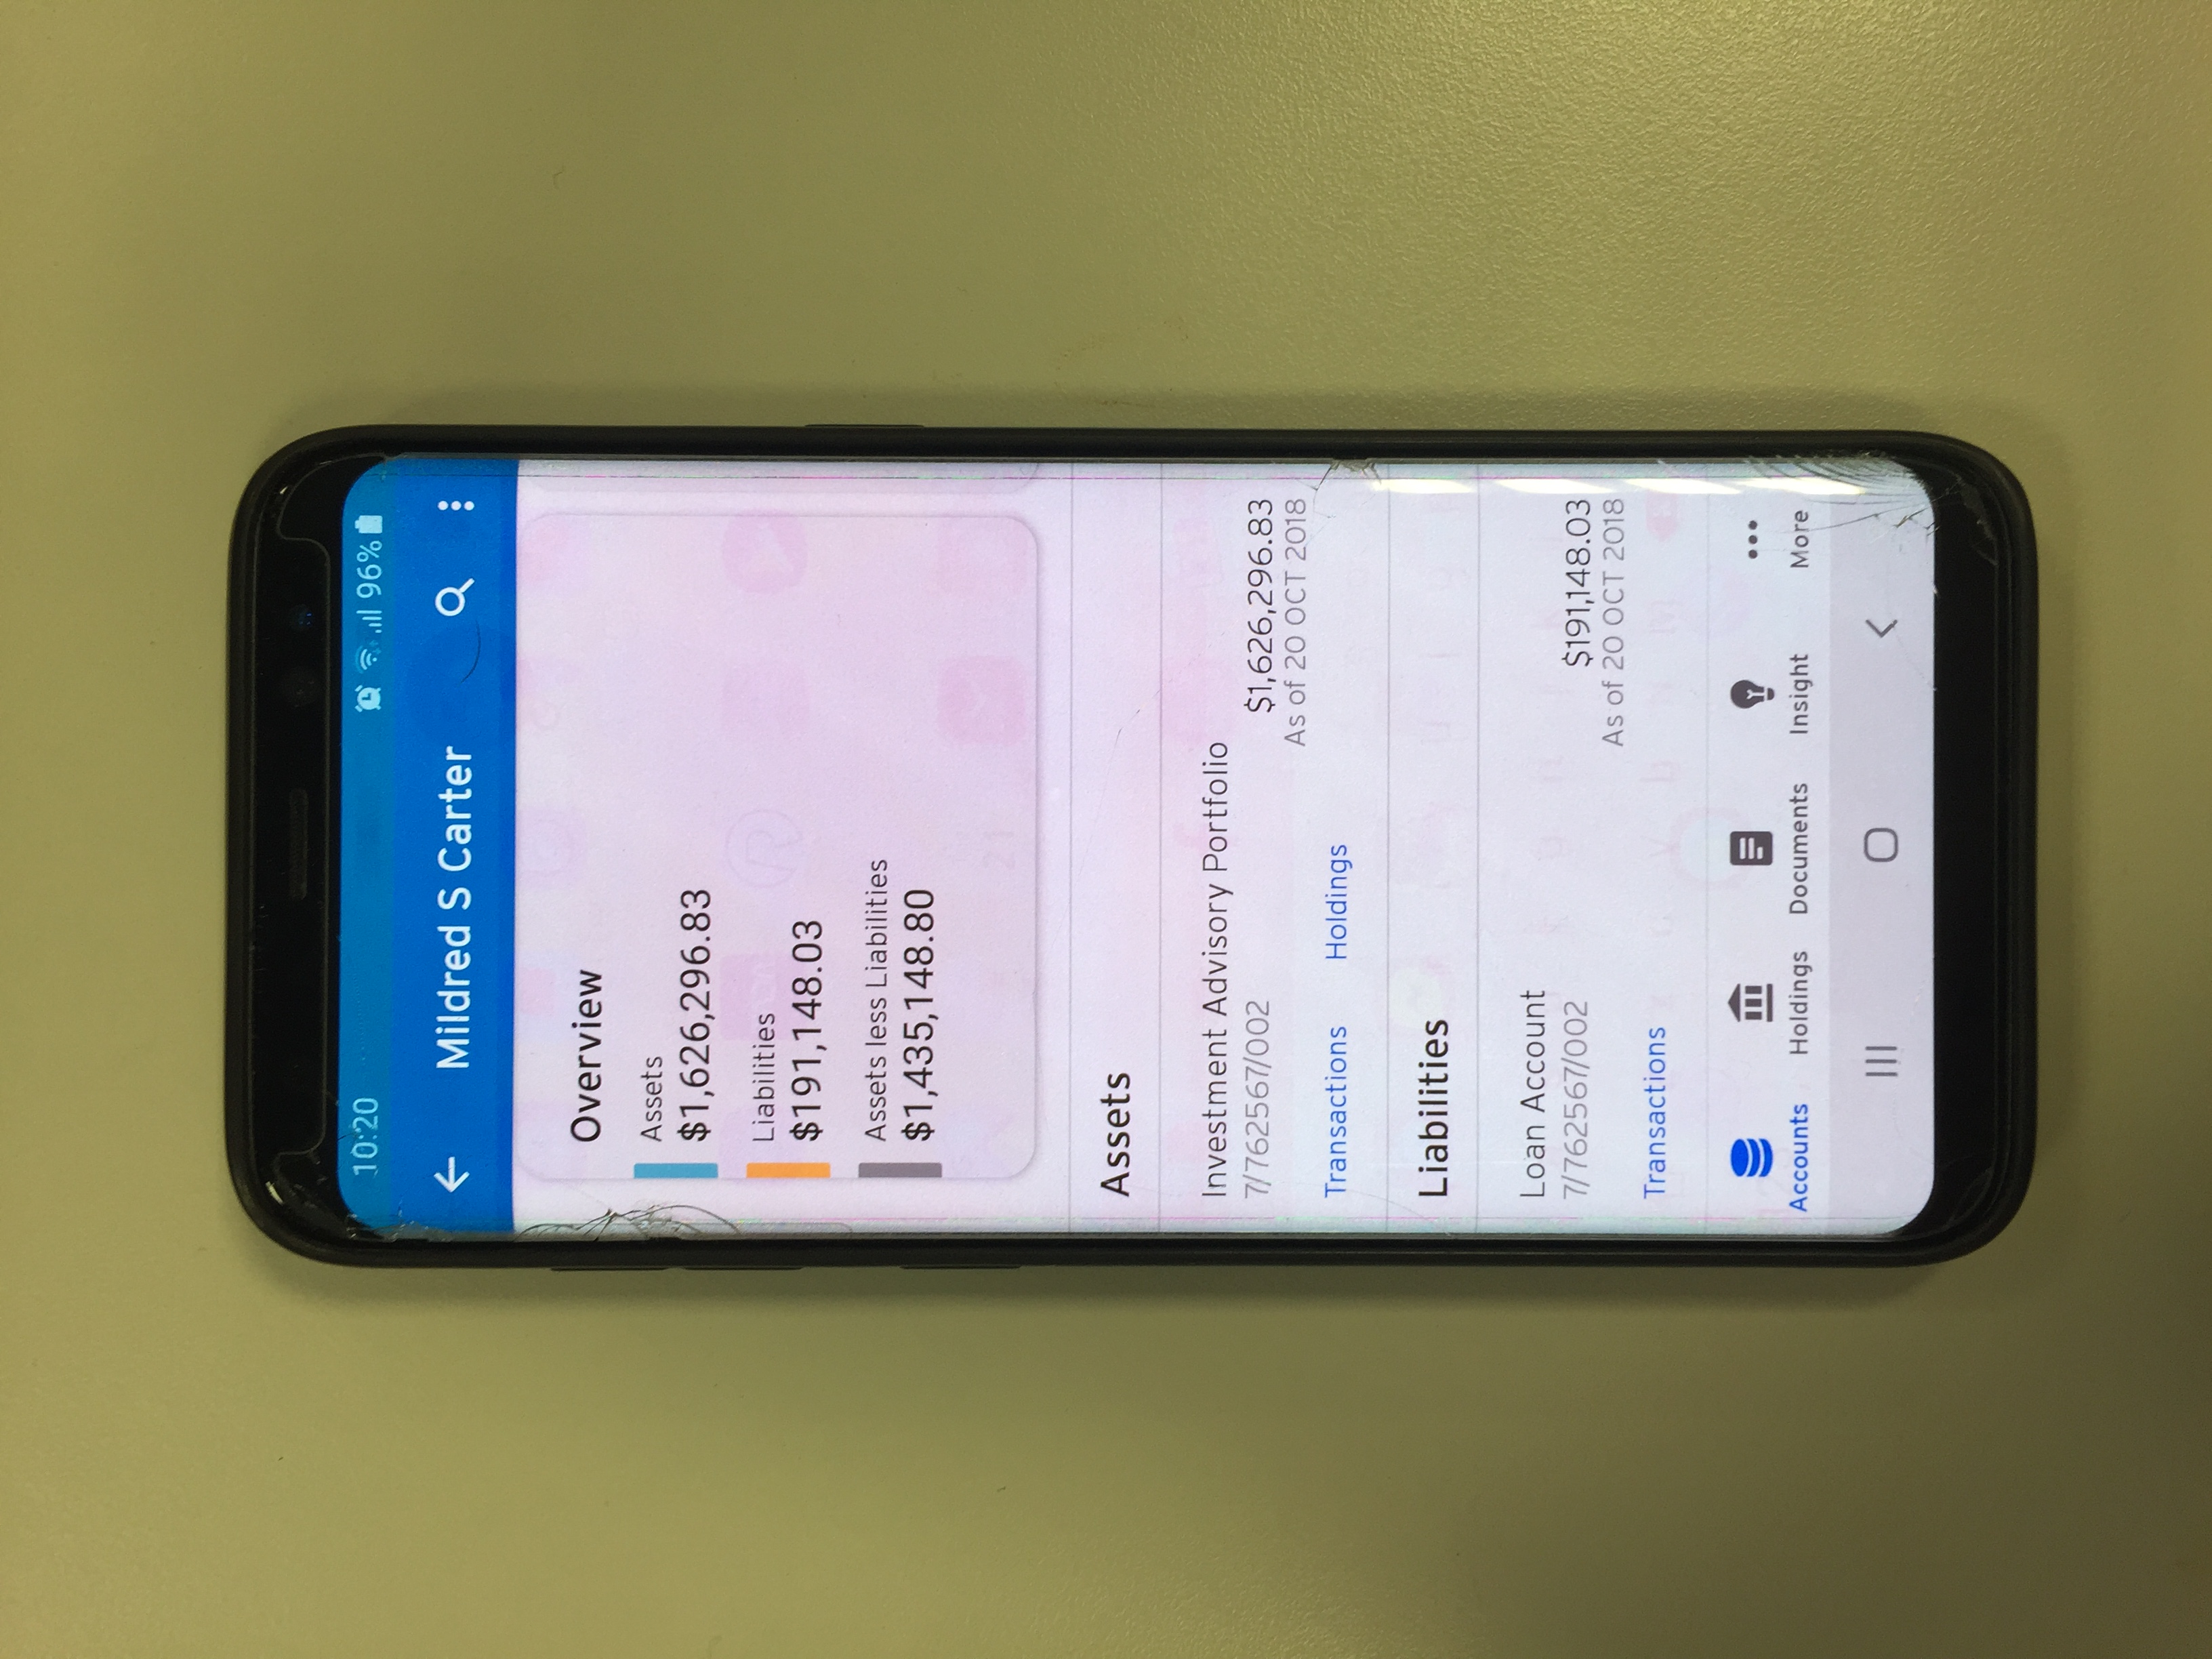 10:20 96%
Mildred S Carter
Overview
Assets
$1,626,296.83
Liabilities
$191,148.03
Assets less Liabilities
$1,435,148.80
Assets
Investment Advisory Portfolio
7/762567/002 $1,626,296.83
As of 20 OCT 2018
Transactions Holdings
Liabilities
Loan Account
7/762567/002 $191,148.03
As of 20 OCT 2018
Transactions
Accounts Holdings Documents Insight More